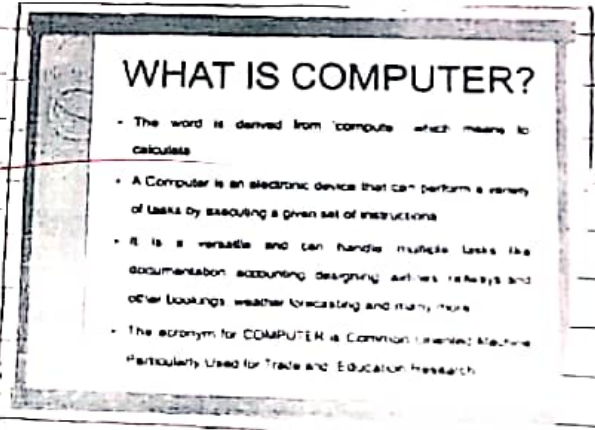 WHAT IS COMPUTER?
- The word is derived from 'compute' which means to
calculate
- A Computer is an electronic device that can perform a variety
of tasks by executing a given set of instructions
- It is a versatile and can handle multiple tasks like
documentation accounting designing airlines railways and
other bookings weather forecasting and many more
- The acronym for COMPUTER is Common Oriented Machine
Particularly Used for Trade and Education Research